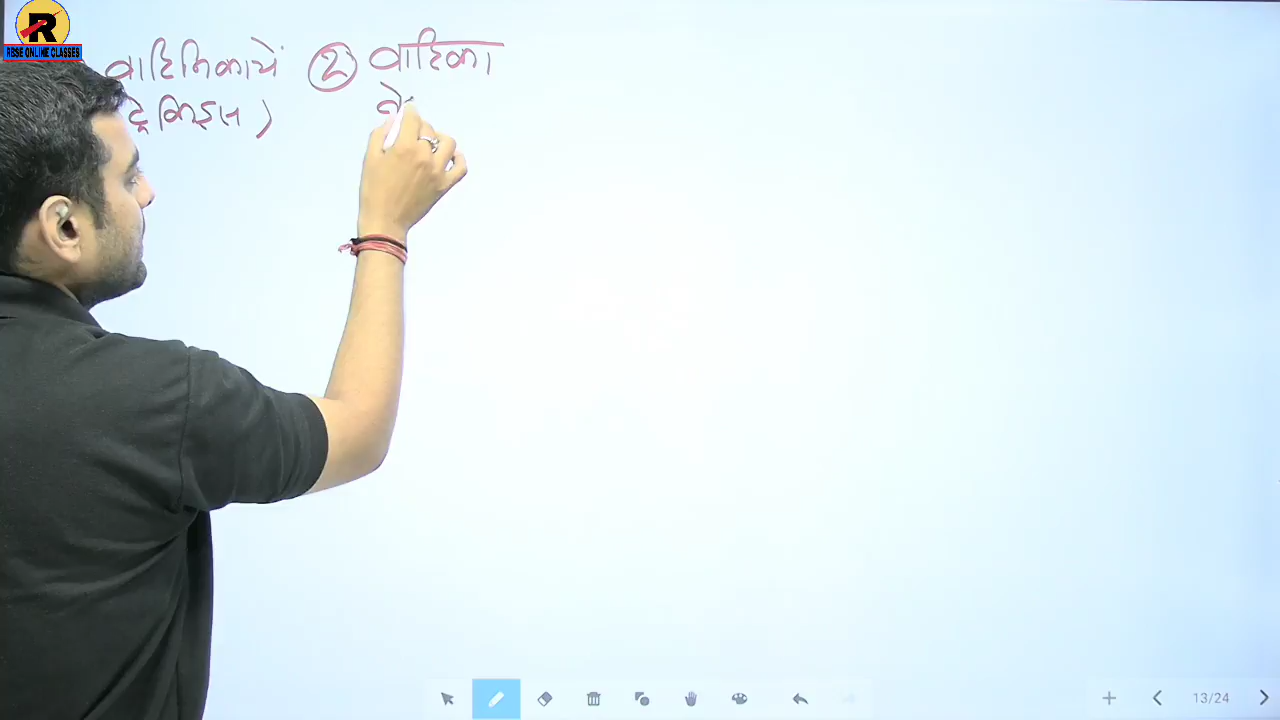 RBSE ONLINE CLASSES
वाहिनिकायें
ट्रेकिड्स )
② वाहिका
13/24